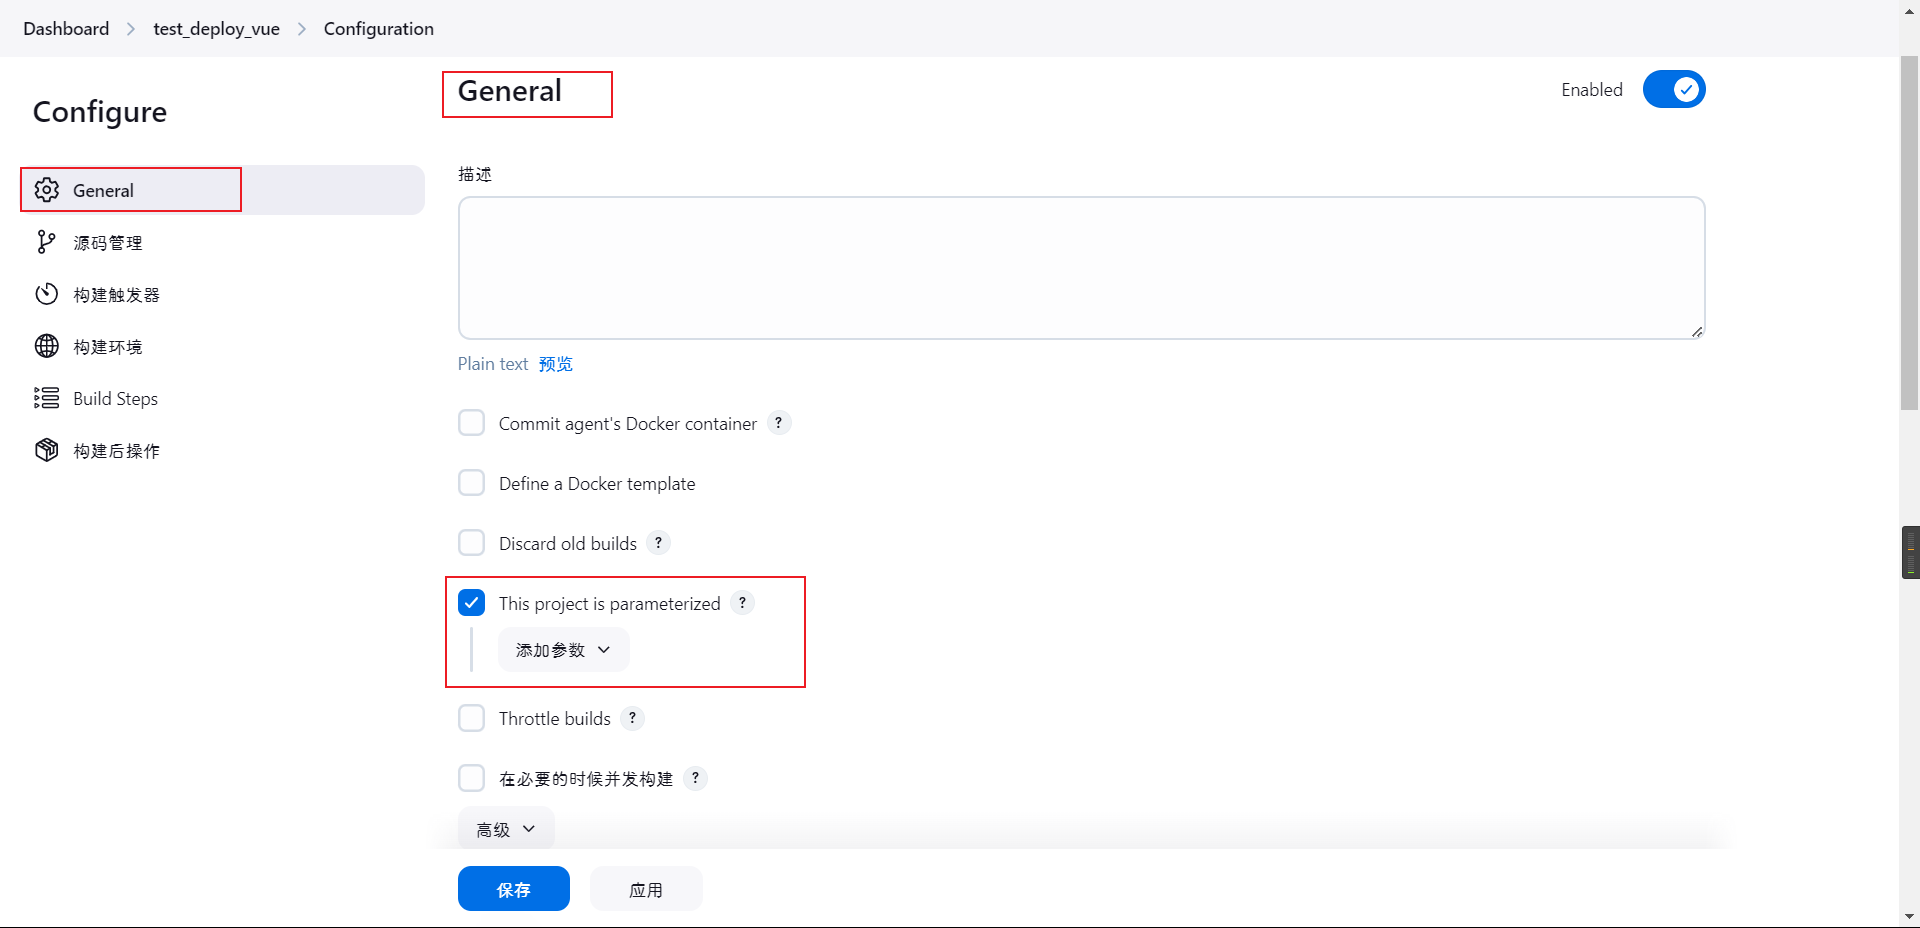 Dashboard > test_deploy_vue > Configuration
Configure
General
源码管理
构建触发器
构建环境
Build Steps
构建后操作
General
Enabled
描述
Plain text 预览
Commit agent's Docker container ?
Define a Docker template
Discard old builds ?
This project is parameterized ?
添加参数
Throttle builds ?
在必要的时候并发构建 ?
高级
保存 应用